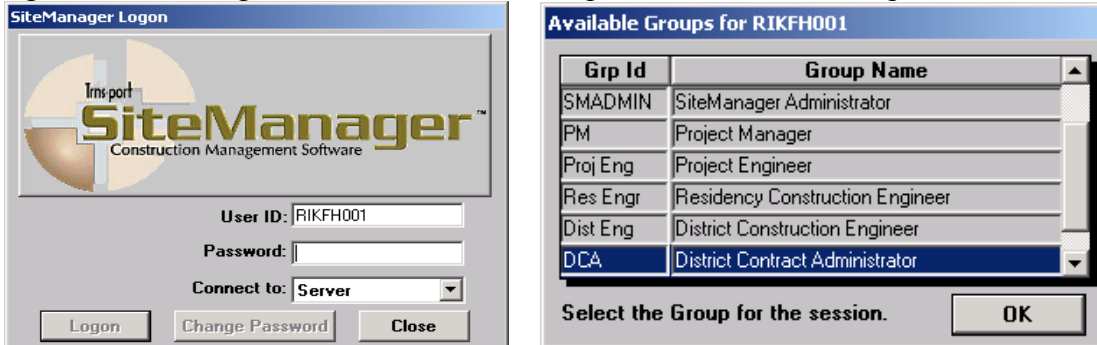 SiteManager Logon
Trns•port
SiteManager™
Construction Management Software
User ID: RIKFH001
Password:
Connect to: Server
Logon Change Password Close
Available Groups for RIKFH001
Grp Id Group Name
SMADMIN SiteManager Administrator
PM Project Manager
Proj Eng Project Engineer
Res Engr Residency Construction Engineer
Dist Eng District Construction Engineer
DCA District Contract Administrator
Select the Group for the session. OK